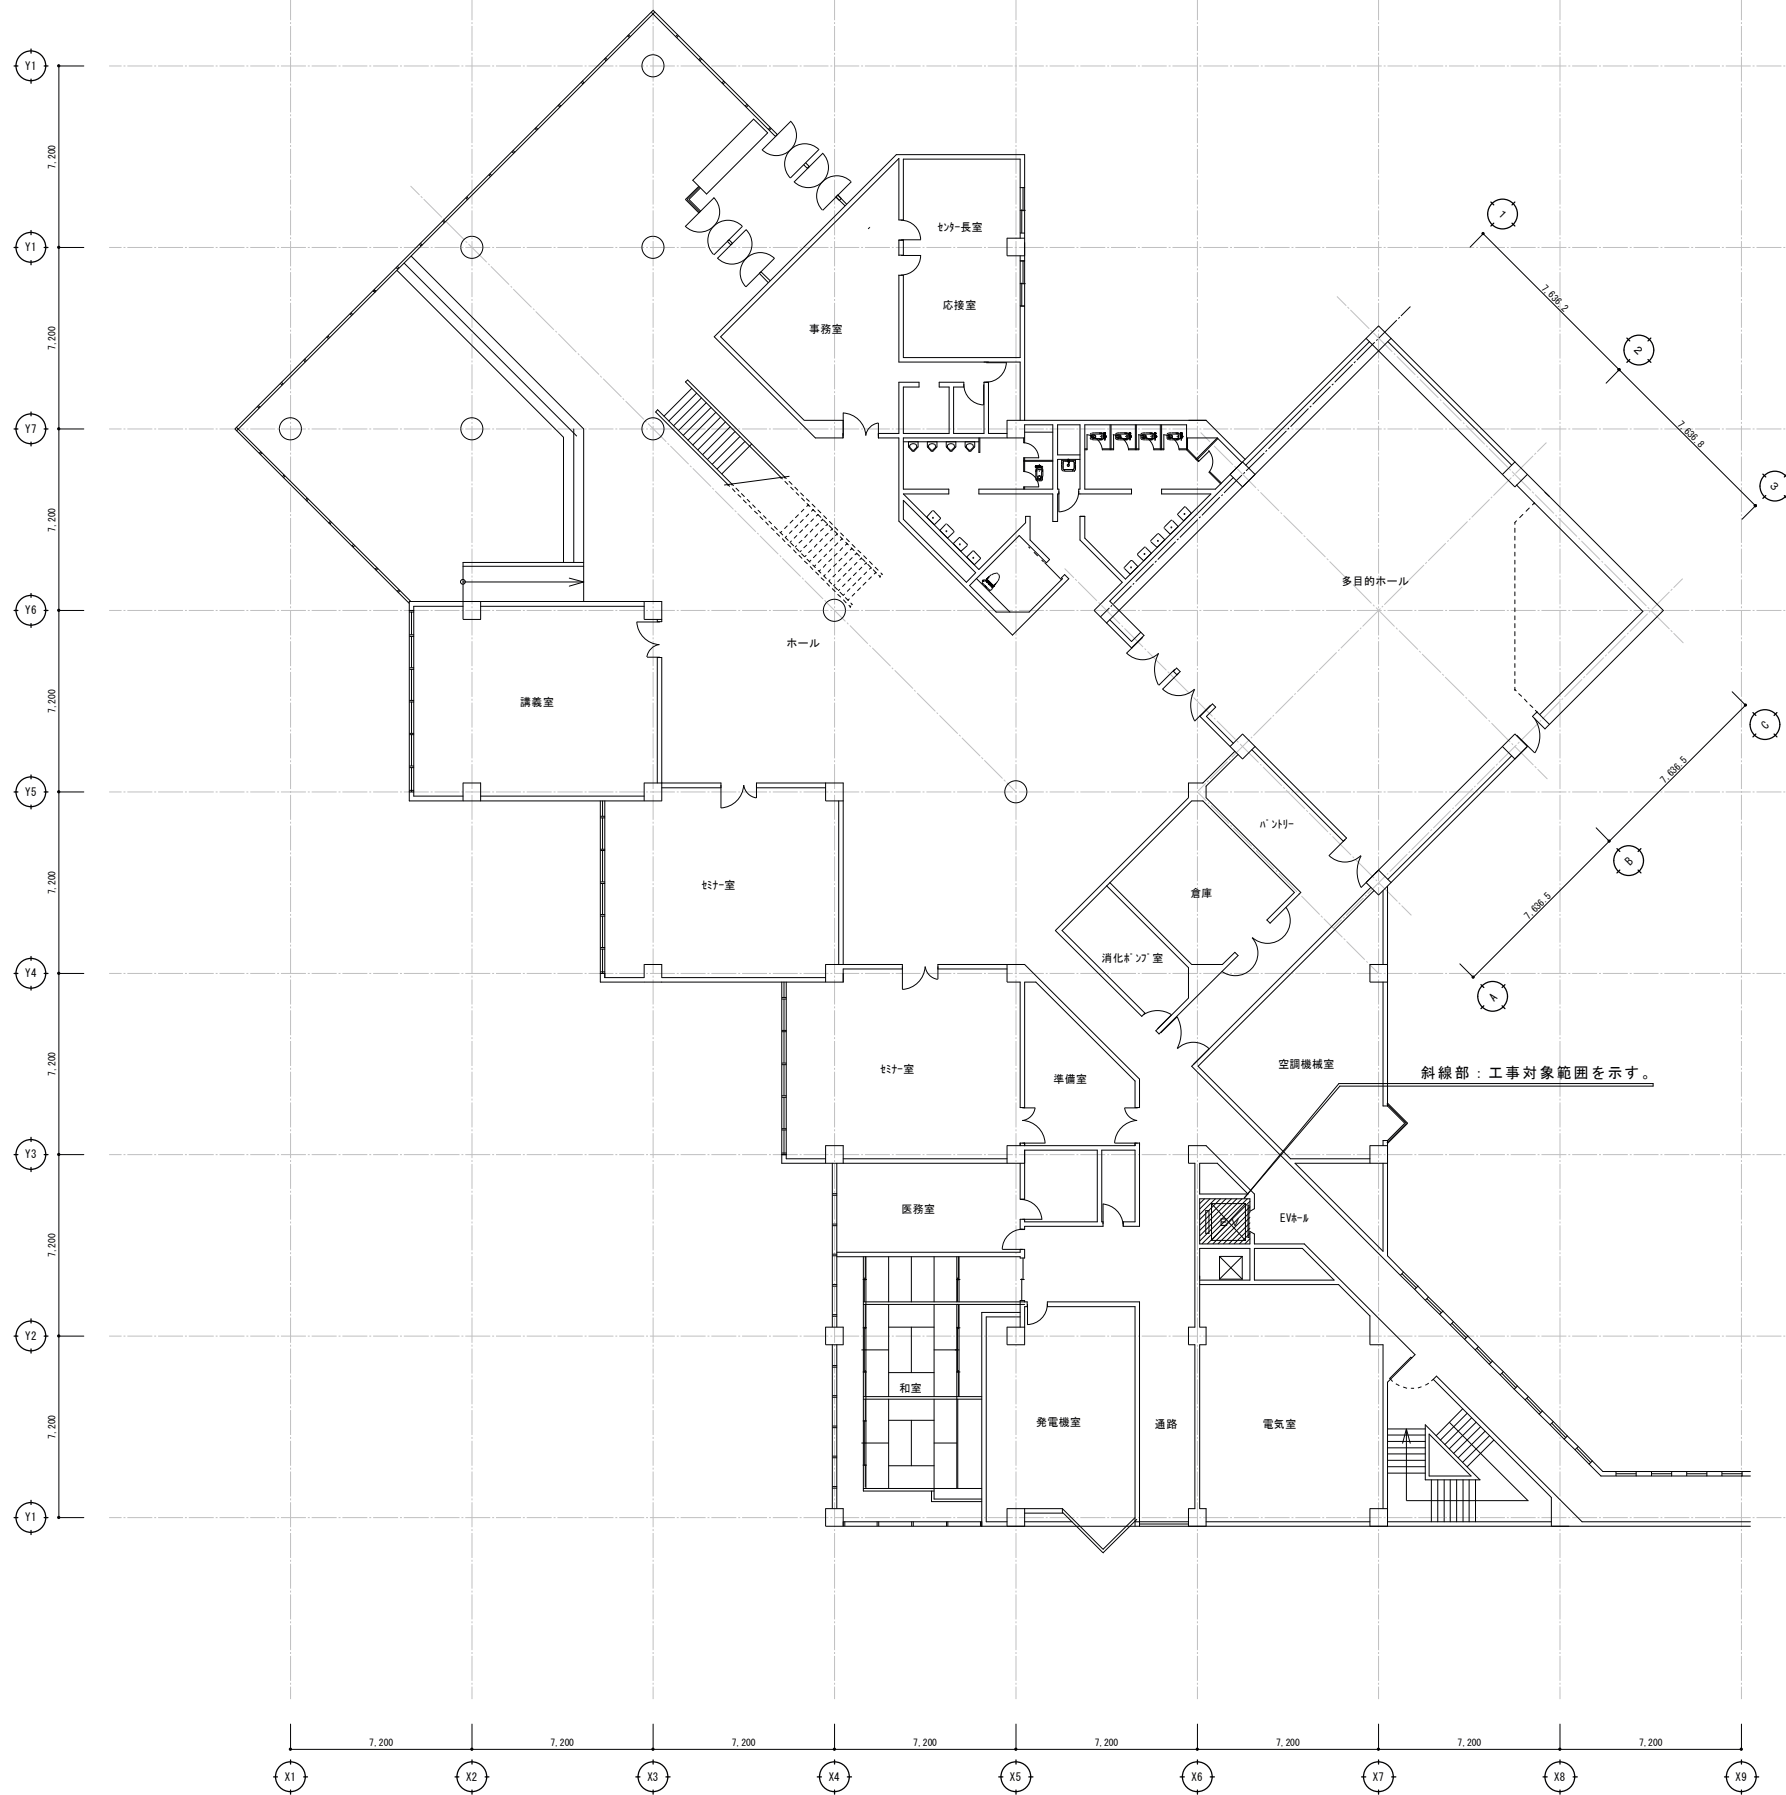 Y1
7,200
Y1
7,200
Y7
7,200
Y6
7,200
Y5
7,200
Y4
7,200
Y3
7,200
Y2
7,200
Y1
センター長室
応接室
事務室
1
7,636.2
2
7,636.8
3
多目的ホール
ホール
講義室
C
7,636.5
B
7,636.5
A
パントリー
セミナー室
倉庫
消化ポンプ室
セミナー室
準備室
空調機械室
斜線部：工事対象範囲を示す。
医務室
EV
EVホール
和室
発電機室
通路
電気室
7,200
7,200
7,200
7,200
7,200
7,200
7,200
7,200
X1
X2
X3
X4
X5
X6
X7
X8
X9